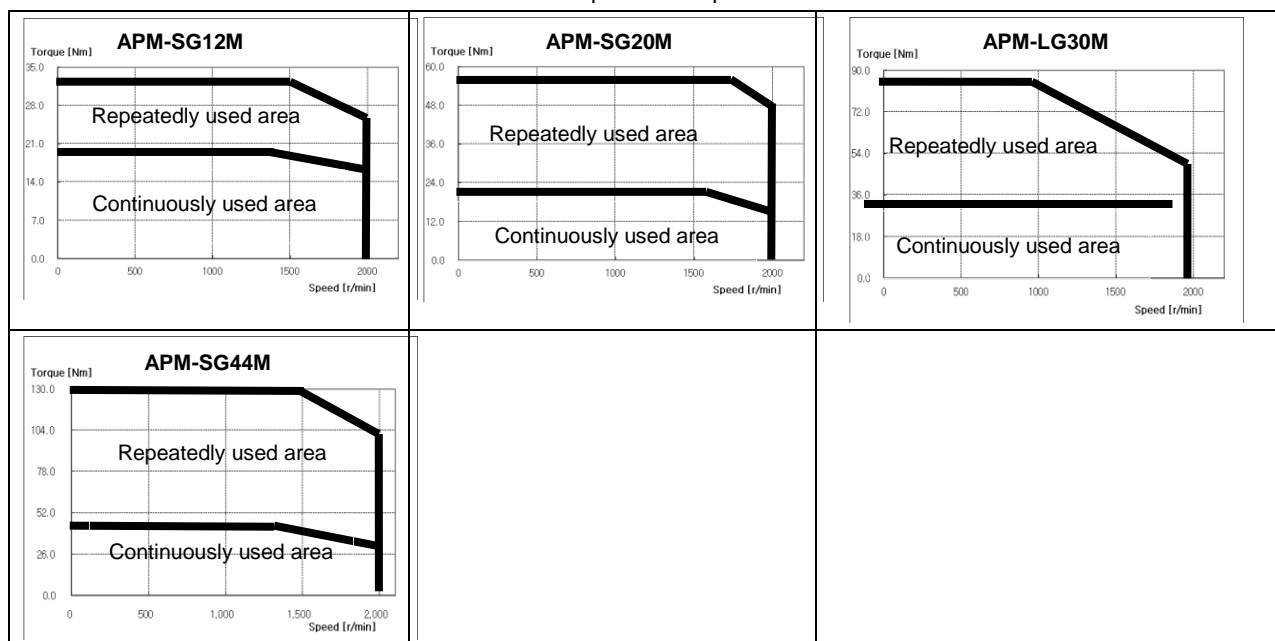 APM-SG12M
Torque [Nm]
35.0
28.0
21.0
14.0
7.0
0.0
Repeatedly used area
Continuously used area
0 500 1000 1500 2000
Speed [r/min]
APM-SG20M
Torque [Nm]
60.0
48.0
36.0
24.0
12.0
0.0
Repeatedly used area
Continuously used area
0 500 1000 1500 2000
Speed [r/min]
APM-LG30M
Torque [Nm]
90.0
72.0
54.0
36.0
18.0
0.0
Repeatedly used area
Continuously used area
0 500 1000 1500 2000
Speed [r/min]
APM-SG44M
Torque [Nm]
130.0
104.0
78.0
52.0
26.0
0.0
Repeatedly used area
Continuously used area
0 500 1,000 1,500 2,000
Speed [r/min]